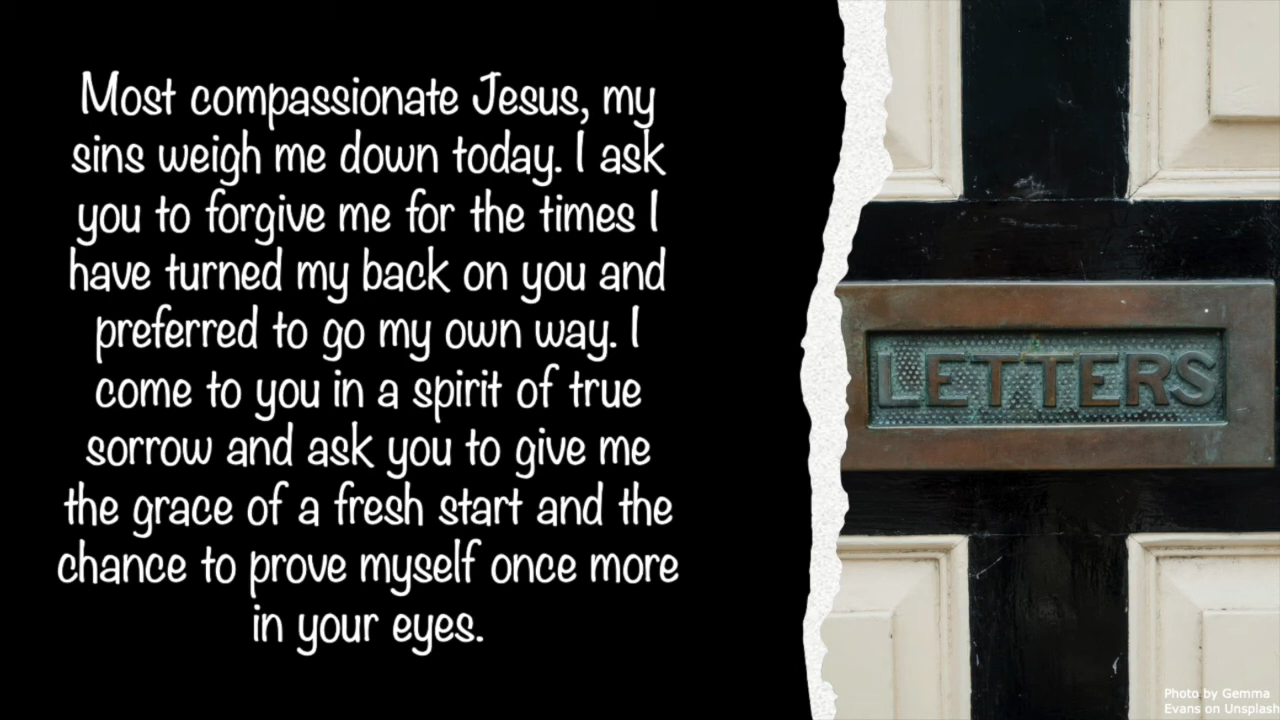 Most compassionate Jesus, my
sins weigh me down today. I ask
you to forgive me for the times I
have turned my back on you and
preferred to go my own way. I
come to you in a spirit of true
sorrow and ask you to give me
the grace of a fresh start and the
chance to prove myself once more
in your eyes.
LETTERS
Photo by Gemma
Evans on Unsplash